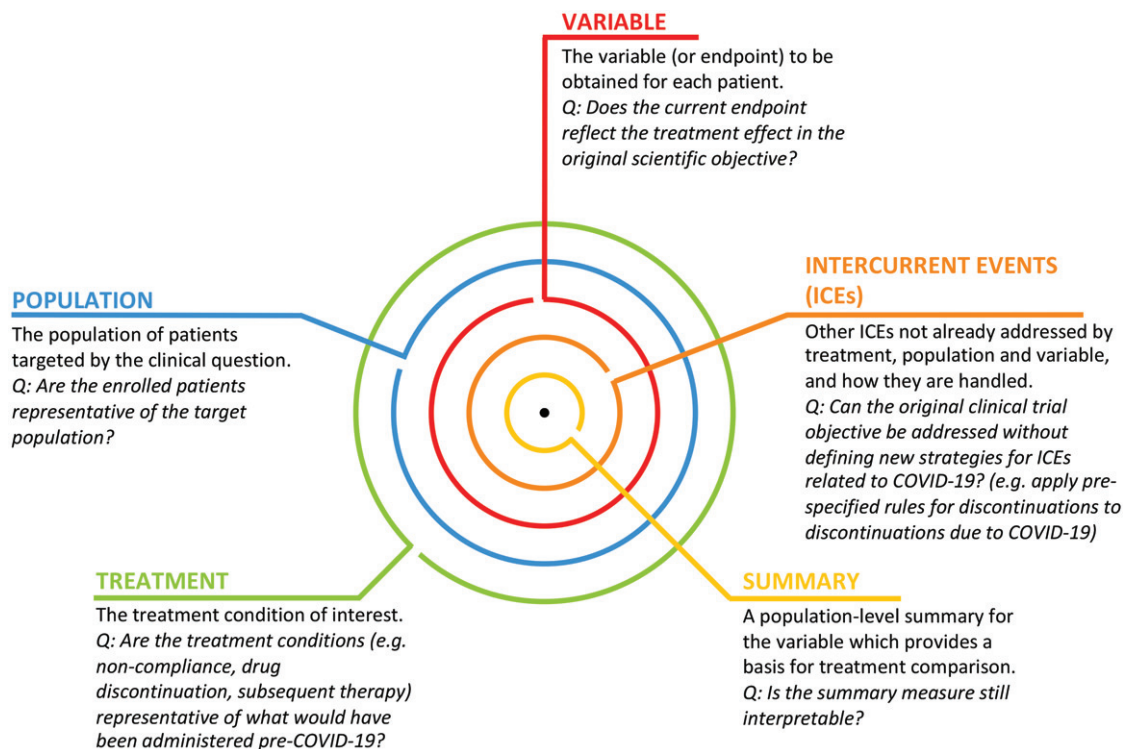 VARIABLE
The variable (or endpoint) to be
obtained for each patient.
Q: Does the current endpoint
reflect the treatment effect in the
original scientific objective?
POPULATION
The population of patients
targeted by the clinical question.
Q: Are the enrolled patients
representative of the target
population?
INTERCURRENT EVENTS
(ICEs)
Other ICEs not already addressed by
treatment, population and variable,
and how they are handled.
Q: Can the original clinical trial
objective be addressed without
defining new strategies for ICEs
related to COVID-19? (e.g. apply pre-
specified rules for discontinuations to
discontinuations due to COVID-19)
TREATMENT
The treatment condition of interest.
Q: Are the treatment conditions (e.g.
non-compliance, drug
discontinuation, subsequent therapy)
representative of what would have
been administered pre-COVID-19?
SUMMARY
A population-level summary for
the variable which provides a
basis for treatment comparison.
Q: Is the summary measure still
interpretable?